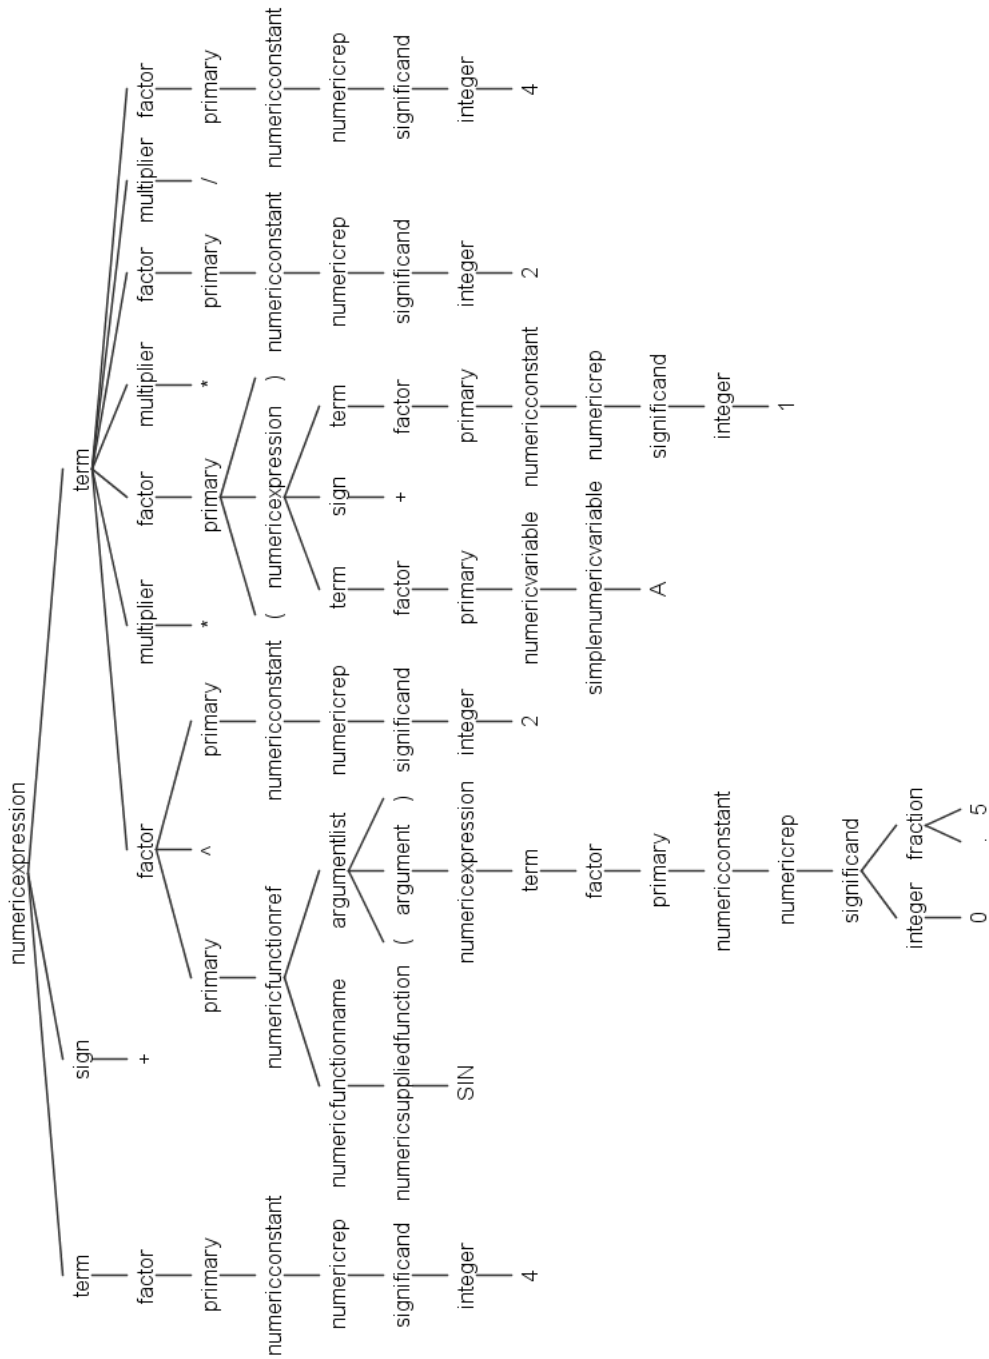 numericexpression
term sign term
factor + factor multiplier factor multiplier factor multiplier factor
primary primary ^ primary * primary * primary / primary
numericconstant numericfunctionref numericconstant ( numericexpression ) numericconstant numericconstant
numericrep numericfunctionname argumentlist numericrep term sign term numericrep numericrep
significand numericsuppliedfunction ( argument ) significand factor + factor significand significand
integer SIN numericexpression integer primary primary integer integer
4 term 2 numericvariable numericconstant 2 4
factor simplenumericvariable numericrep
primary A significand
numericconstant integer
numericrep 1
significand
integer fraction
0 . 5